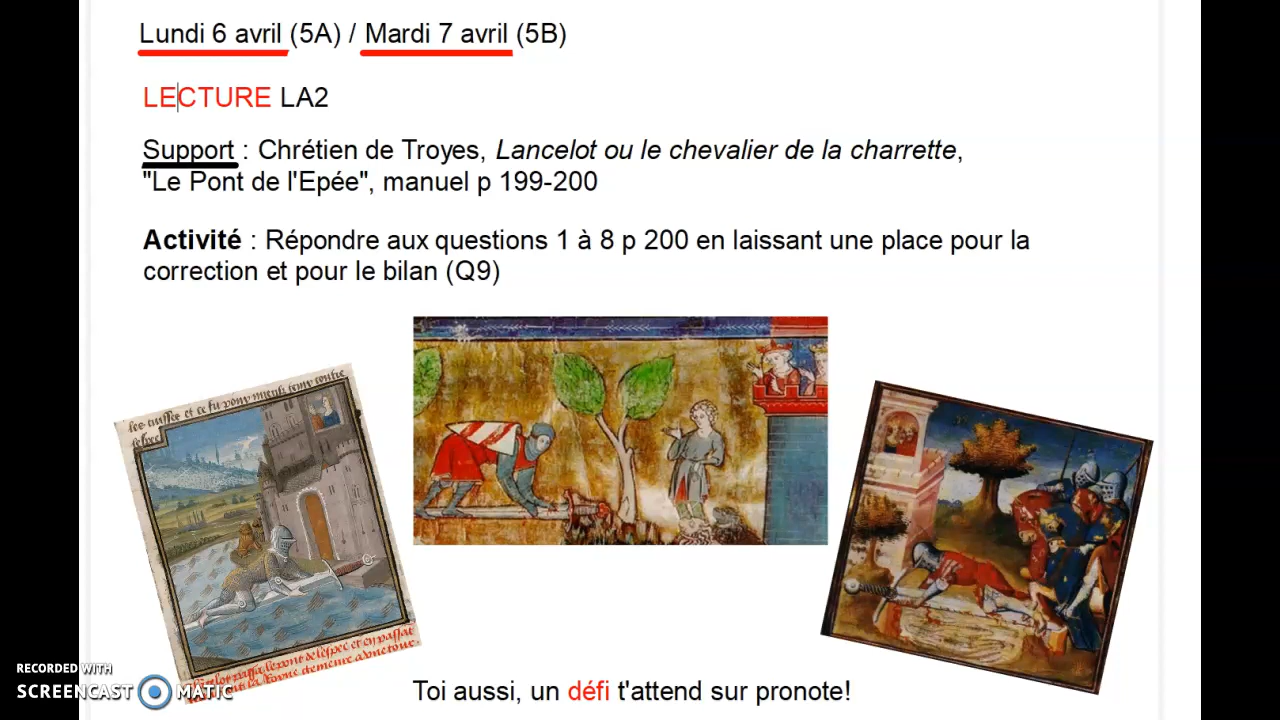 Lundi 6 avril (5A) / Mardi 7 avril (5B)
LECTURE LA2
Support : Chrétien de Troyes, Lancelot ou le chevalier de la charrette,
"Le Pont de l'Epée", manuel p 199-200
Activité : Répondre aux questions 1 à 8 p 200 en laissant une place pour la
correction et pour le bilan (Q9)
Toi aussi, un défi t'attend sur pronote!
RECORDED WITH
SCREENCAST MATIC